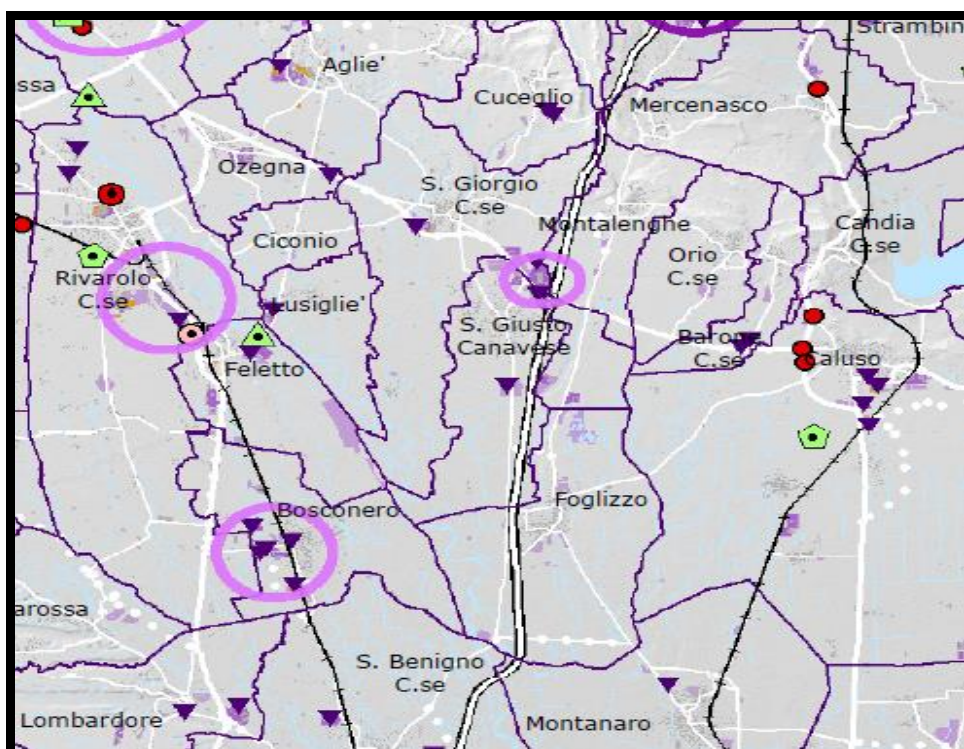 Strambin
Aglie'
ossa
Cuceglio
Mercenasco
Ozegna
S. Giorgio
C.se
Montalenghe
Candia
C.se
Ciconio
Orio
C.se
Rivarolo
C.se
Lusiglie'
S. Giusto
Canavese
Barone
C.se
Caluso
Feletto
Foglizzo
Bosconero
arossa
S. Benigno
C.se
Lombardore
Montanaro